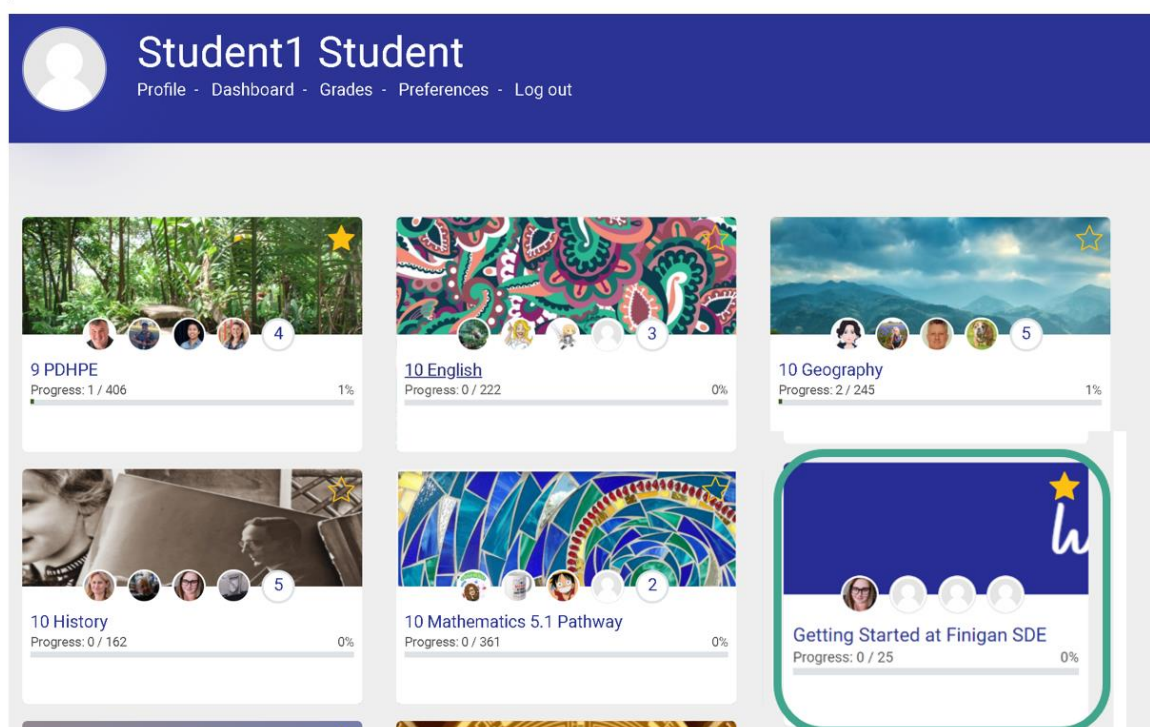 Student1 Student
Profile - Dashboard - Grades - Preferences - Log out
4
9 PDHPE
Progress: 1 / 406 1%
3
10 English
Progress: 0 / 222 0%
5
10 Geography
Progress: 2 / 245 1%
5
10 History
Progress: 0 / 162 0%
2
10 Mathematics 5.1 Pathway
Progress: 0 / 361 0%
W
Getting Started at Finigan SDE
Progress: 0 / 25 0%